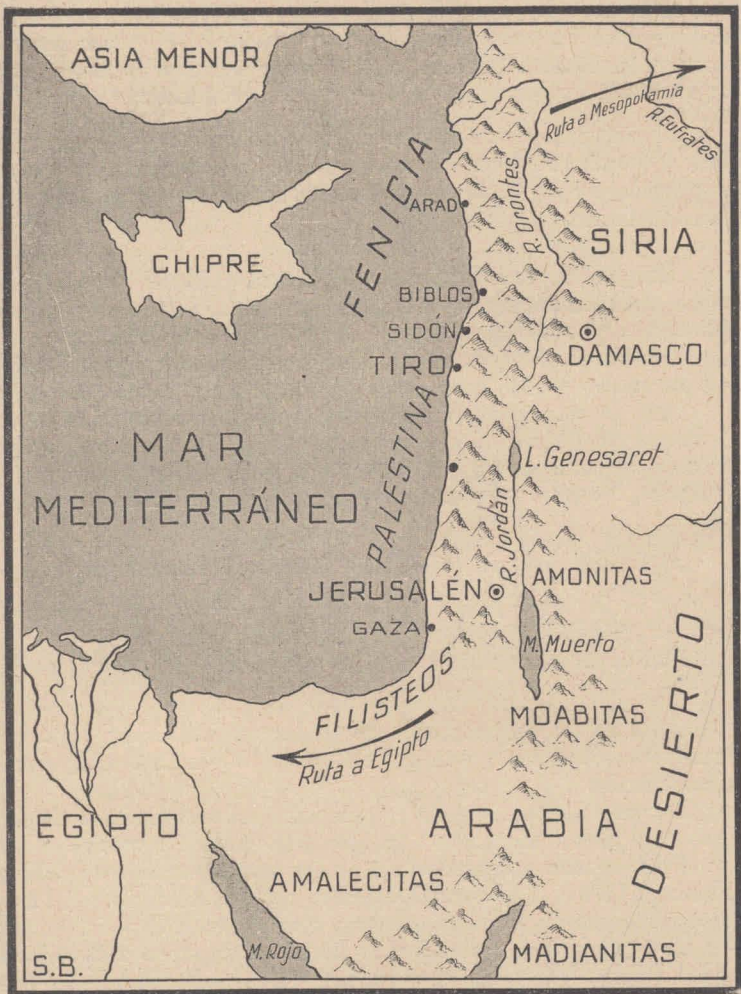 ASIA MENOR
Ruta a Mesopotamia
R. Eufrates
FENICIA
ARAD
R. Orontes
SIRIA
CHIPRE
BIBLOS
SIDÓN
DAMASCO
TIRO
MAR
MEDITERRÁNEO
PALESTINA
L. Genesaret
R. Jordán
JERUSALÉN
AMONITAS
GAZA
M. Muerto
FILISTEOS
MOABITAS
Ruta a Egipto
DESIERTO
EGIPTO
ARABIA
AMALECITAS
M. Rojo
MADIANITAS
S.B.